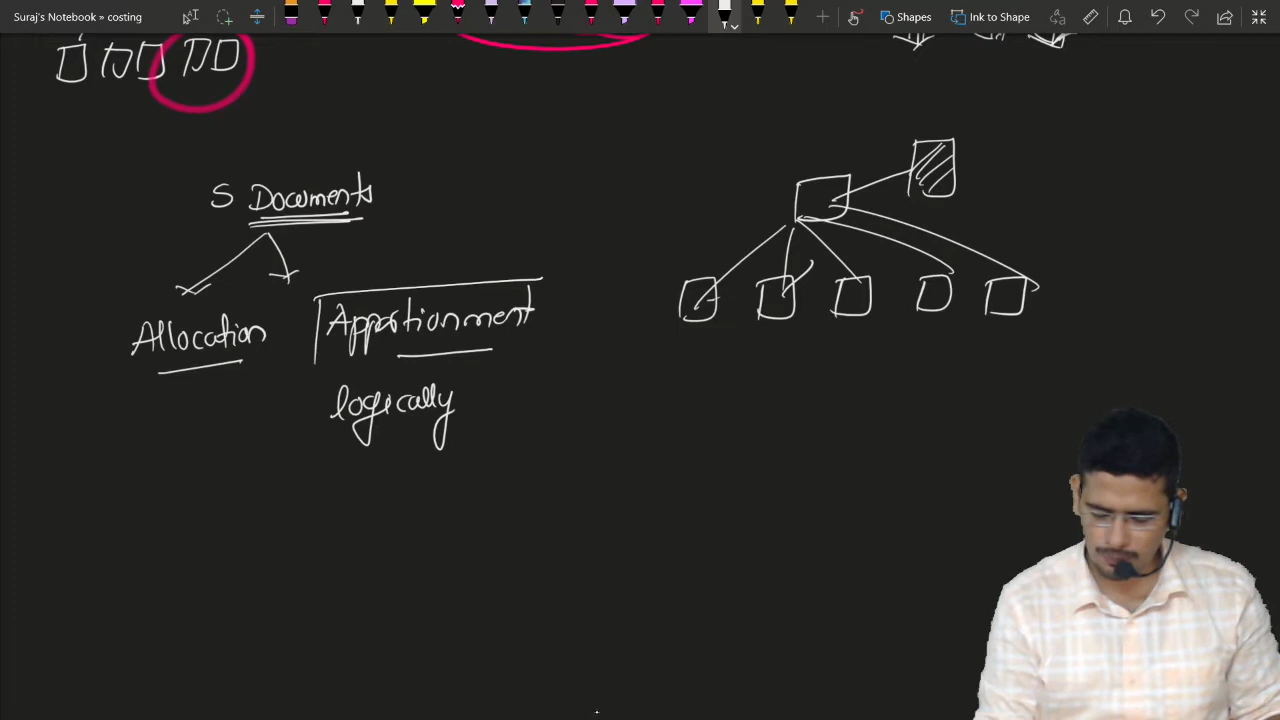 Suraj's Notebook » costing
Shapes
Ink to Shape
S Documents
Allocation
Apportionment
logically